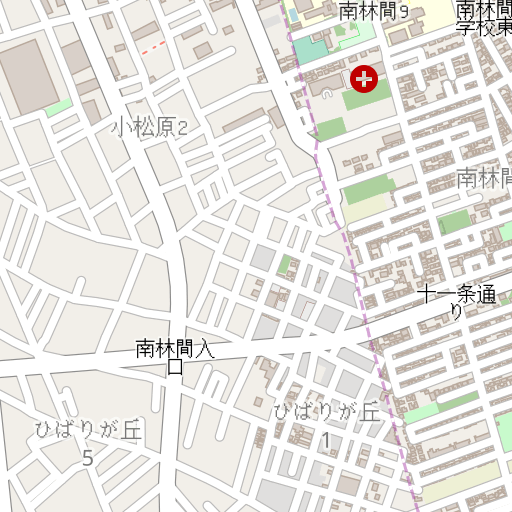 南林間9
南林間
学校東
小松原2
南林間
十一条通
り
南林間入
口
ひばりが丘
1
ひばりが丘
5